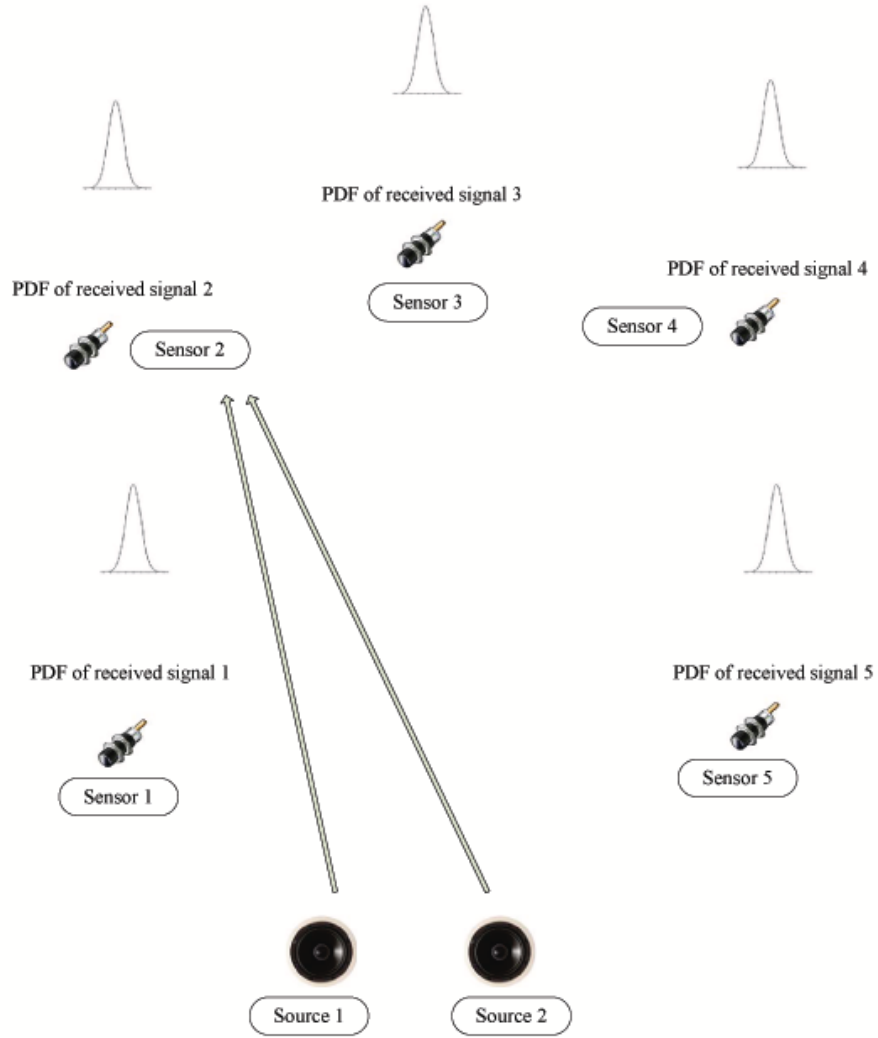 PDF of received signal 3
PDF of received signal 4
Sensor 3
PDF of received signal 2
Sensor 4
Sensor 2
PDF of received signal 1
PDF of received signal 5
Sensor 5
Sensor 1
Source 1
Source 2